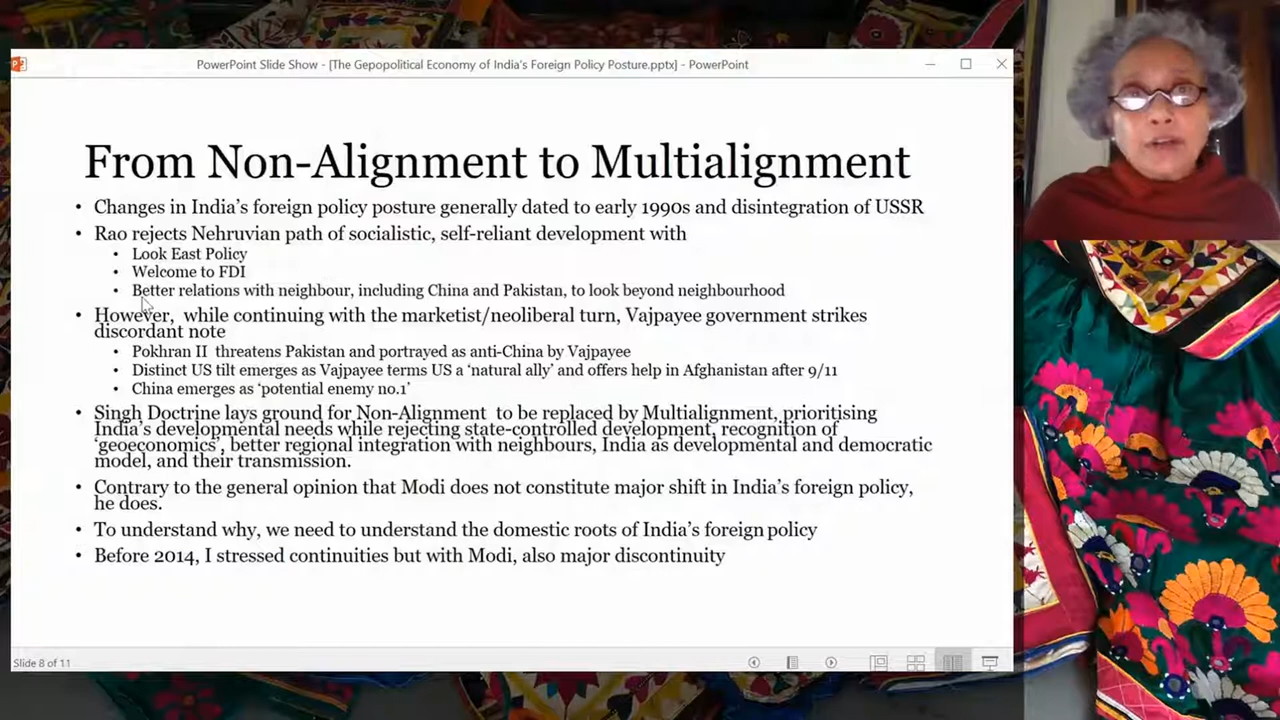 PowerPoint Slide Show - [The Gepopolitical Economy of India's Foreign Policy Posture.pptx] - PowerPoint
From Non-Alignment to Multialignment
• Changes in India's foreign policy posture generally dated to early 1990s and disintegration of USSR
• Rao rejects Nehruvian path of socialistic, self-reliant development with
• Look East Policy
• Welcome to FDI
• Better relations with neighbour, including China and Pakistan, to look beyond neighbourhood
• However, while continuing with the marketist/neoliberal turn, Vajpayee government strikes
discordant note
• Pokhran II threatens Pakistan and portrayed as anti-China by Vajpayee
• Distinct US tilt emerges as Vajpayee terms US a 'natural ally' and offers help in Afghanistan after 9/11
• China emerges as 'potential enemy no.1'
• Singh Doctrine lays ground for Non-Alignment to be replaced by Multialignment, prioritising
India's developmental needs while rejecting state-controlled development, recognition of
'geoeconomics', better regional integration with neighbours, India as developmental and democratic
model, and their transmission.
• Contrary to the general opinion that Modi does not constitute major shift in India's foreign policy,
he does.
• To understand why, we need to understand the domestic roots of India's foreign policy
• Before 2014, I stressed continuities but with Modi, also major discontinuity
Slide 8 of 11